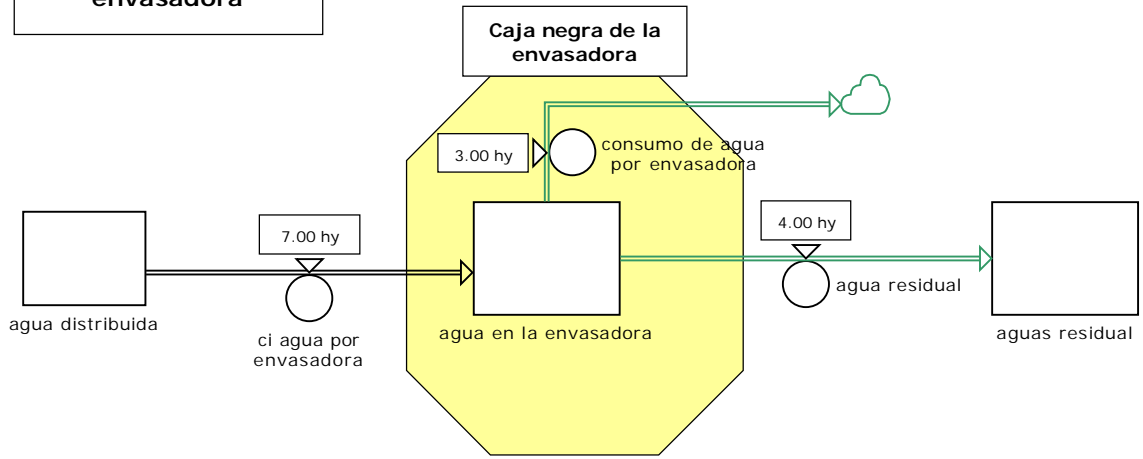 envasadora
Caja negra de la
envasadora
3.00 hy
consumo de agua
por envasadora
7.00 hy
4.00 hy
agua residual
agua distribuida
ci agua por
envasadora
agua en la envasadora
aguas residual